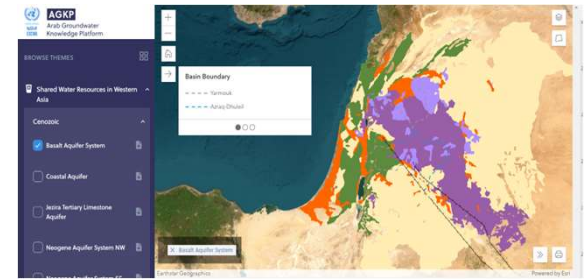 AGKP
Arab Groundwater
Knowledge Platform
BROWSE THEMES
Shared Water Resources in Western
Asia
Cenozoic
Basalt Aquifer System
Coastal Aquifer
Jezira Tertiary Limestone
Aquifer
Neogene Aquifer System NW
Basin Boundary
Yarmouk
Azraq-Dhuleil
Basalt Aquifer System
Earthstar Geographics
Powered by Esri